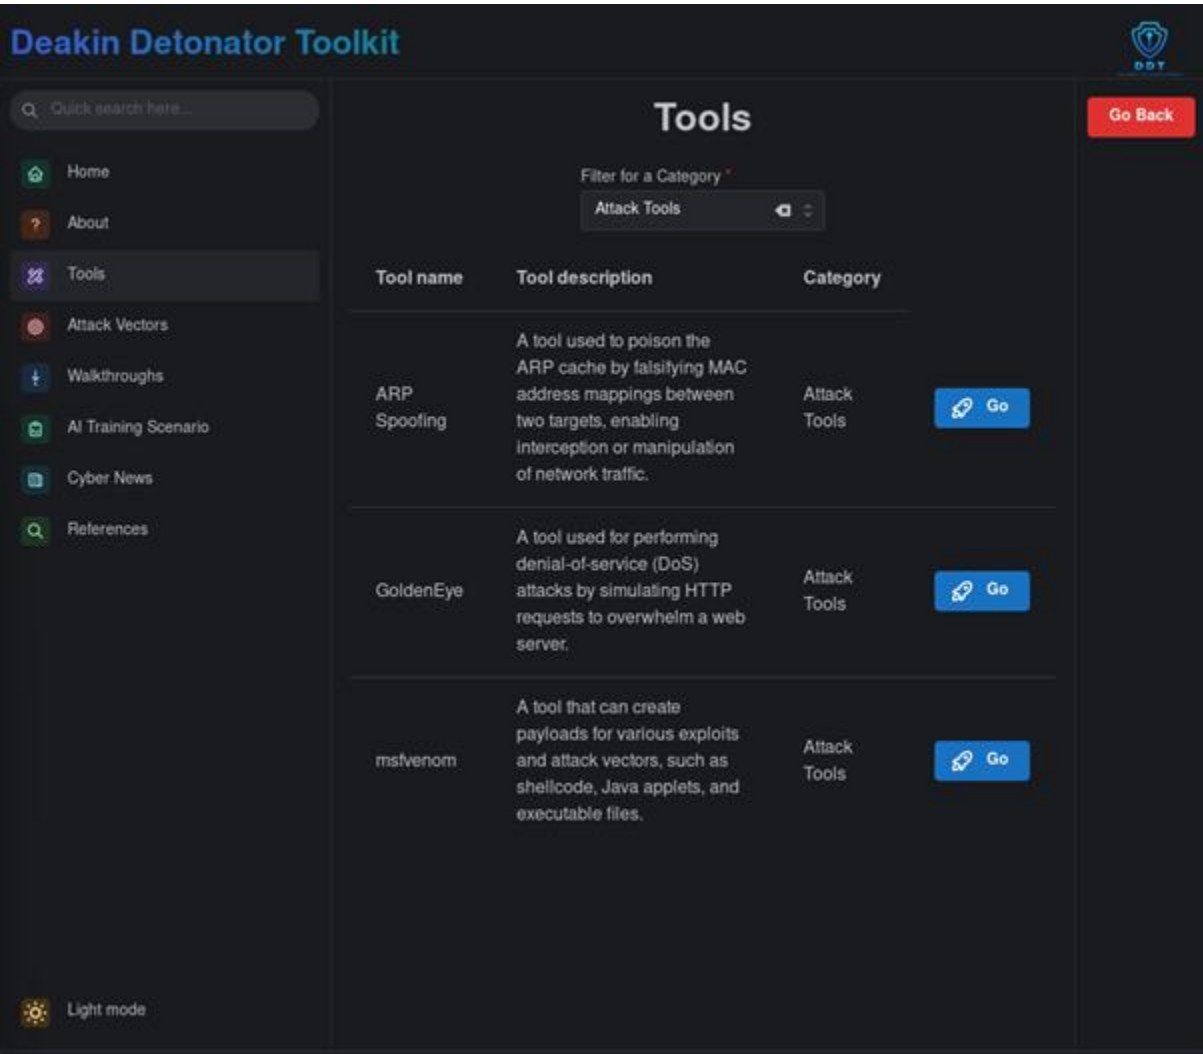 Deakin Detonator Toolkit
DDT
Quick search here...
Home
About
Tools
Attack Vectors
Walkthroughs
AI Training Scenario
Cyber News
References
Light mode
Tools
Go Back
Filter for a Category *
Attack Tools
Tool name Tool description Category
ARP
Spoofing
A tool used to poison the
ARP cache by falsifying MAC
address mappings between
two targets, enabling
interception or manipulation
of network traffic.
Attack
Tools
Go
GoldenEye
A tool used for performing
denial-of-service (DoS)
attacks by simulating HTTP
requests to overwhelm a web
server.
Attack
Tools
Go
msfvenom
A tool that can create
payloads for various exploits
and attack vectors, such as
shellcode, Java applets, and
executable files.
Attack
Tools
Go